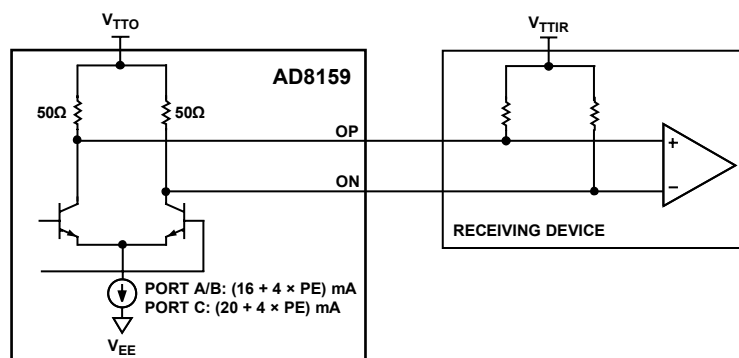 V_TTO
V_TTIR
AD8159
50Ω
50Ω
OP
ON
+
−
RECEIVING DEVICE
PORT A/B: (16 + 4 × PE) mA
PORT C: (20 + 4 × PE) mA
V_EE